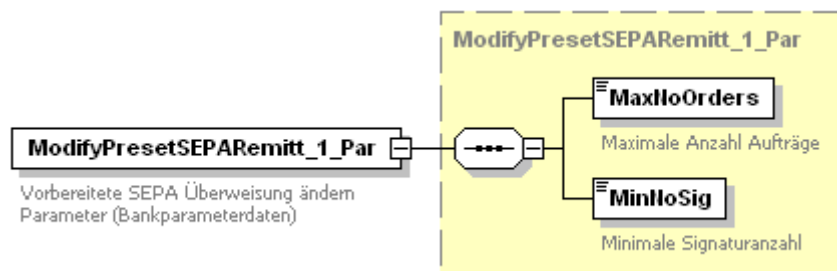 ModifyPresetSEPARemitt_1_Par
MaxNoOrders
Maximale Anzahl Aufträge
ModifyPresetSEPARemitt_1_Par
Vorbereitete SEPA Überweisung ändern
Parameter (Bankparameterdaten)
MinNoSig
Minimale Signaturanzahl